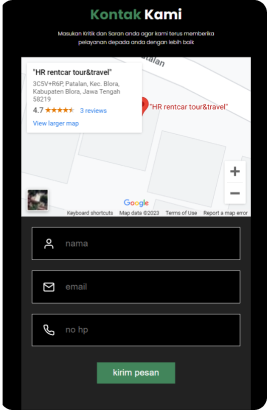 Kontak Kami
Masukan Kritik dan Saran anda agar kami terus memberika
pelayanan depada anda dengan lebih baik
"HR rentcar tour&travel"
3C5V+R6P, Patalan, Kec. Blora,
Kabupaten Blora, Jawa Tengah
58219
4.7 ★★★★★ 3 reviews
View larger map
"HR rentcar tour&travel"
+
−
Google
Keyboard shortcuts Map data ©2023 Terms of Use Report a map error
nama
email
no hp
kirim pesan